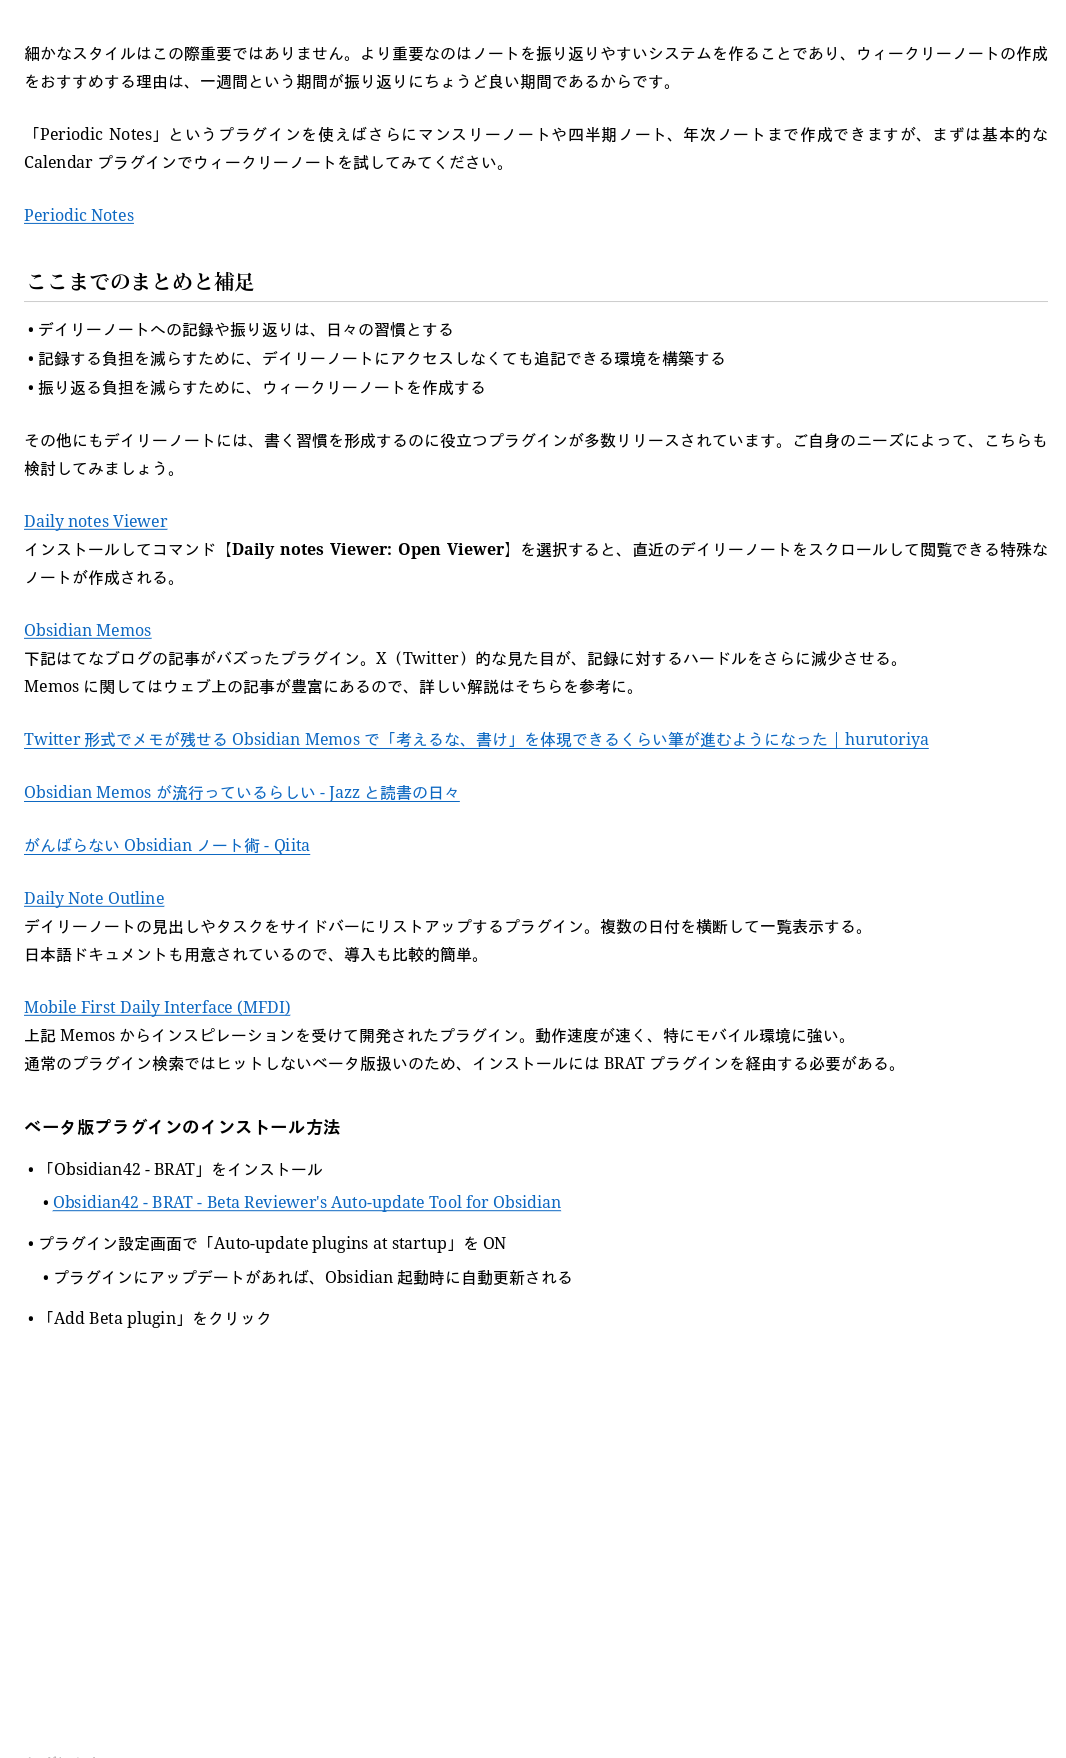 細かなスタイルはこの際重要ではありません。より重要なのはノートを振り返りやすいシステムを作ることであり、ウィークリーノートの作成
をおすすめする理由は、一週間という期間が振り返りにちょうど良い期間であるからです。
「Periodic Notes」というプラグインを使えばさらにマンスリーノートや四半期ノート、年次ノートまで作成できますが、まずは基本的な
Calendar プラグインでウィークリーノートを試してみてください。
Periodic Notes
ここまでのまとめと補足
• デイリーノートへの記録や振り返りは、日々の習慣とする
• 記録する負担を減らすために、デイリーノートにアクセスしなくても追記できる環境を構築する
• 振り返る負担を減らすために、ウィークリーノートを作成する
その他にもデイリーノートには、書く習慣を形成するのに役立つプラグインが多数リリースされています。ご自身のニーズによって、こちらも
検討してみましょう。
Daily notes Viewer
インストールしてコマンド【Daily notes Viewer: Open Viewer】を選択すると、直近のデイリーノートをスクロールして閲覧できる特殊な
ノートが作成される。
Obsidian Memos
下記はてなブログの記事がバズったプラグイン。X（Twitter）的な見た目が、記録に対するハードルをさらに減少させる。
Memos に関してはウェブ上の記事が豊富にあるので、詳しい解説はそちらを参考に。
Twitter 形式でメモが残せる Obsidian Memos で「考えるな、書け」を体現できるくらい筆が進むようになった | hurutoriya
Obsidian Memos が流行っているらしい - Jazz と読書の日々
がんばらない Obsidian ノート術 - Qiita
Daily Note Outline
デイリーノートの見出しやタスクをサイドバーにリストアップするプラグイン。複数の日付を横断して一覧表示する。
日本語ドキュメントも用意されているので、導入も比較的簡単。
Mobile First Daily Interface (MFDI)
上記 Memos からインスピレーションを受けて開発されたプラグイン。動作速度が速く、特にモバイル環境に強い。
通常のプラグイン検索ではヒットしないベータ版扱いのため、インストールには BRAT プラグインを経由する必要がある。
ベータ版プラグインのインストール方法
• 「Obsidian42 - BRAT」をインストール
• Obsidian42 - BRAT - Beta Reviewer's Auto-update Tool for Obsidian
• プラグイン設定画面で「Auto-update plugins at startup」を ON
• プラグインにアップデートがあれば、Obsidian 起動時に自動更新される
• 「Add Beta plugin」をクリック